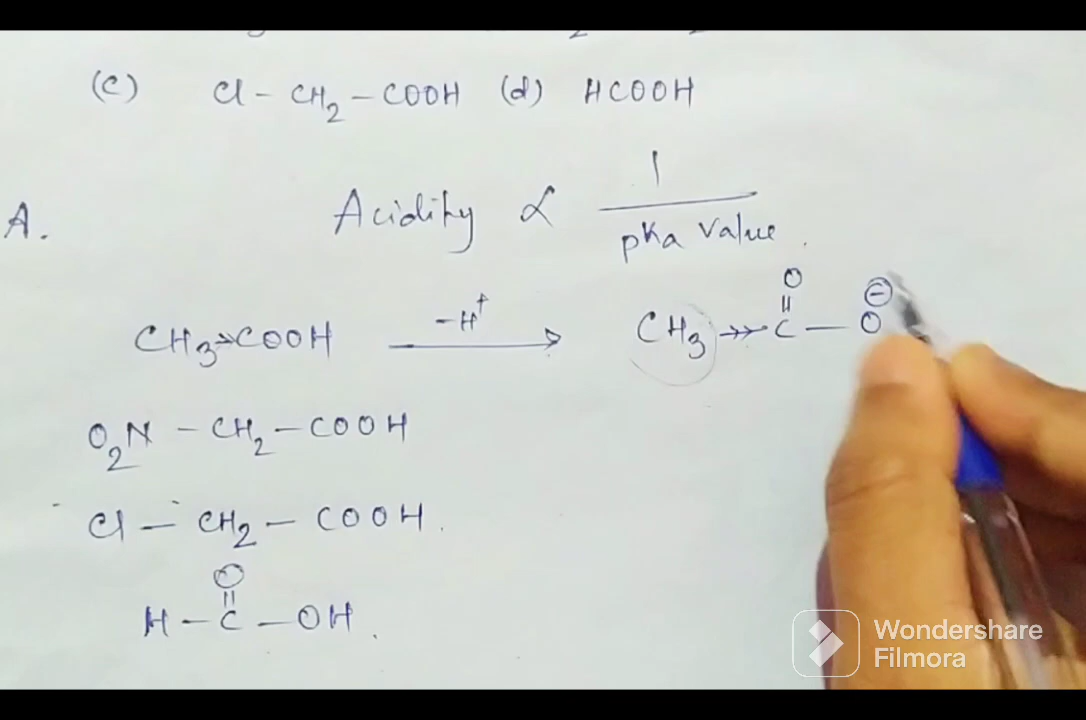 (C) Cl - CH2 - COOH (d) HCOOH
A. Acidity ∝ 1 / pKa value.
CH3→COOH —-H+→ CH3→C(=O)—O⊖
O2N - CH2 - COOH
Cl - CH2 - COOH.
O
||
H - C - OH.
Wondershare
Filmora